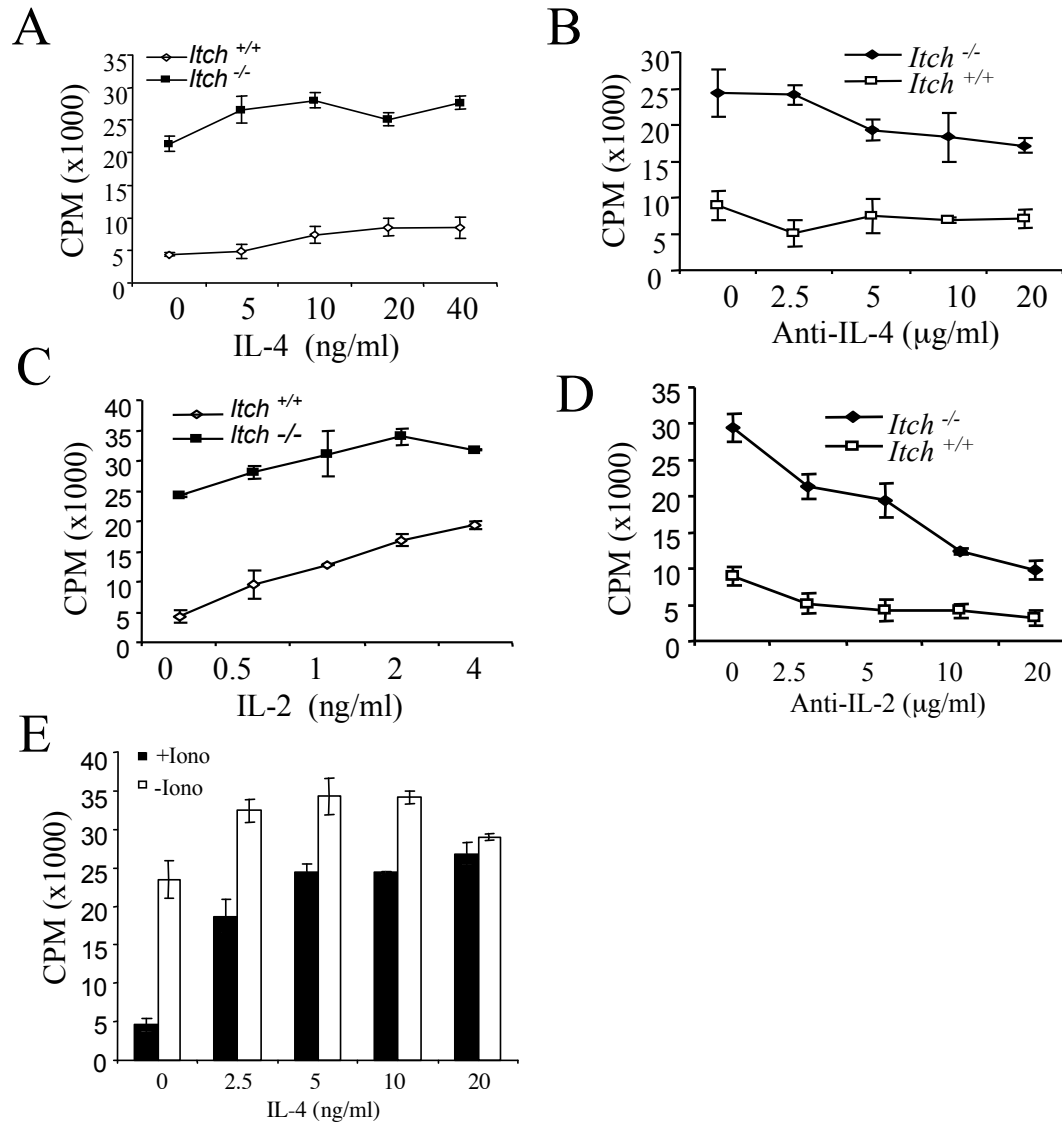 A
Itch +/+
Itch -/-
35
30
25
20
15
10
5
0
CPM (x1000)
0 5 10 20 40
IL-4 (ng/ml)
B
Itch -/-
Itch +/+
30
25
20
15
10
5
0
CPM (x1000)
0 2.5 5 10 20
Anti-IL-4 (μg/ml)
C
Itch +/+
Itch -/-
40
35
30
25
20
15
10
5
0
CPM (x1000)
0 0.5 1 2 4
IL-2 (ng/ml)
D
Itch -/-
Itch +/+
35
30
25
20
15
10
5
0
CPM (x1000)
0 2.5 5 10 20
Anti-IL-2 (μg/ml)
E
+Iono
-Iono
40
35
30
25
20
15
10
5
0
CPM (x1000)
0 2.5 5 10 20
IL-4 (ng/ml)